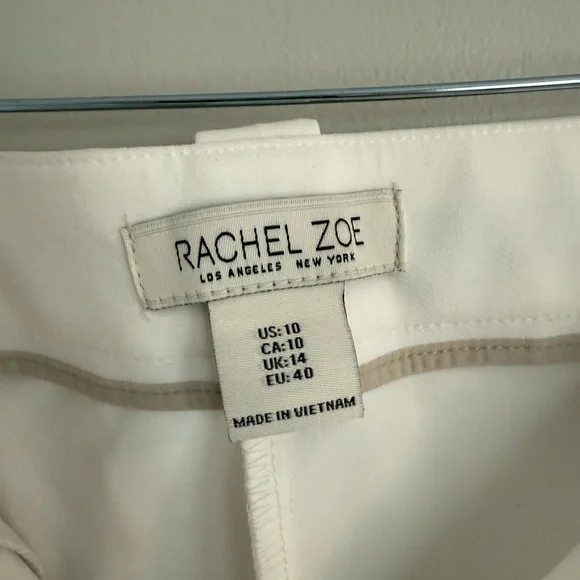 RACHEL ZOE
LOS ANGELES NEW YORK
US: 10
CA: 10
UK: 14
EU: 40
MADE IN VIETNAM